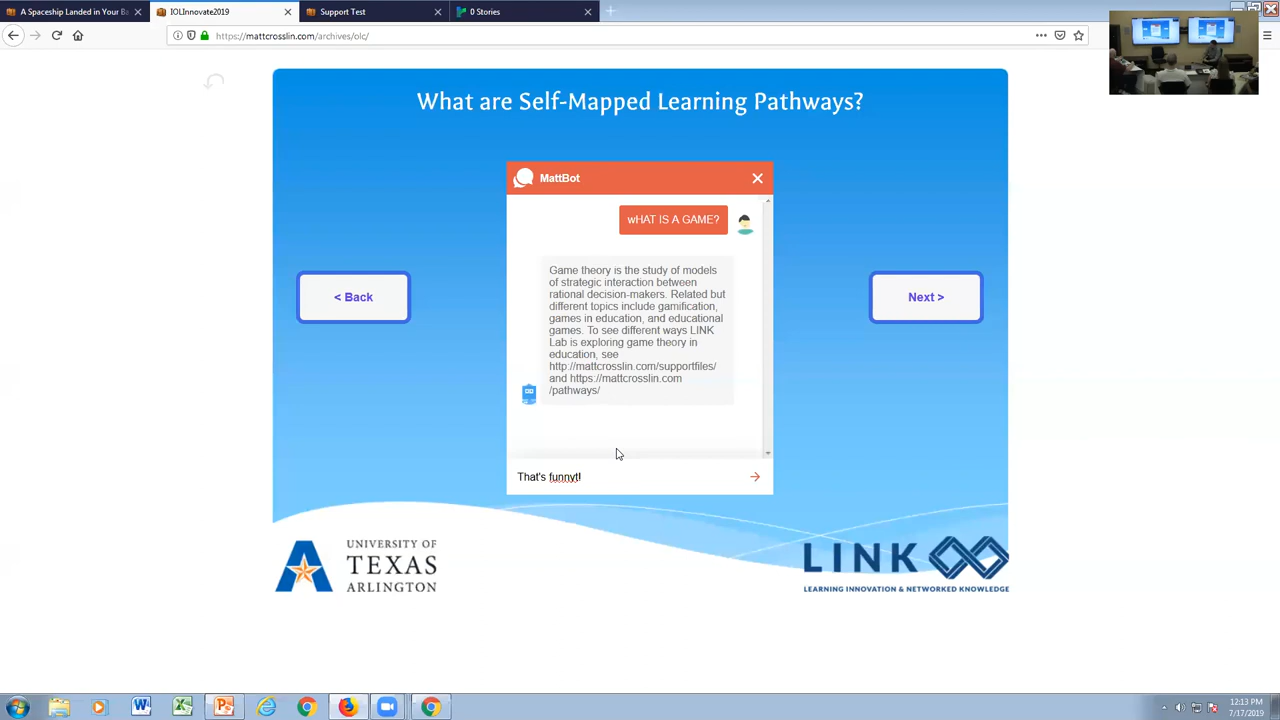 A Spaceship Landed in Your Ba
IOLInnovate2019
Support Test
0 Stories
https://mattcrosslin.com/archives/olc/
What are Self-Mapped Learning Pathways?
MattBot
wHAT IS A GAME?
Game theory is the study of models
of strategic interaction between
rational decision-makers. Related but
different topics include gamification,
games in education, and educational
games. To see different ways LINK
Lab is exploring game theory in
education, see
http://mattcrosslin.com/supportfiles/
and https://mattcrosslin.com
/pathways/
< Back
Next >
That's funnyt!
UNIVERSITY OF
TEXAS
ARLINGTON
LINK
LEARNING INNOVATION & NETWORKED KNOWLEDGE
12:13 PM
7/17/2019